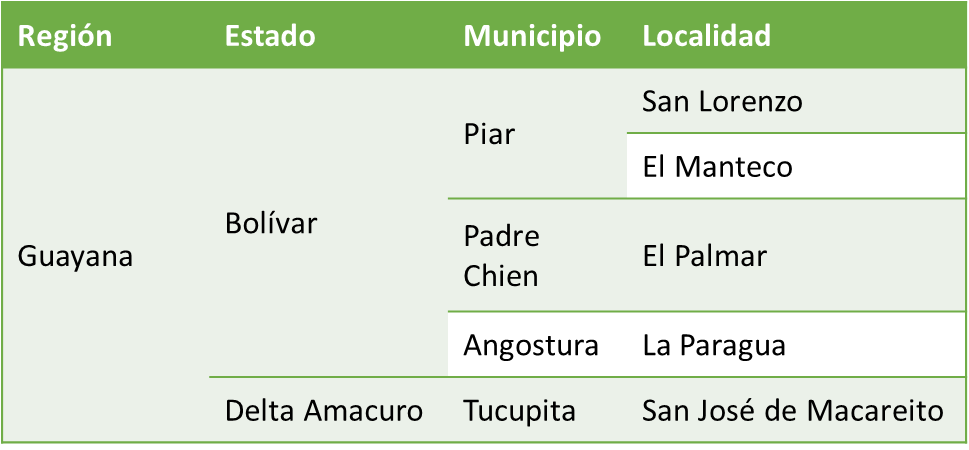 Región Estado Municipio Localidad
San Lorenzo
Piar
El Manteco
Bolívar
Guayana
Padre
Chien
El Palmar
Angostura La Paragua
Delta Amacuro Tucupita San José de Macareito